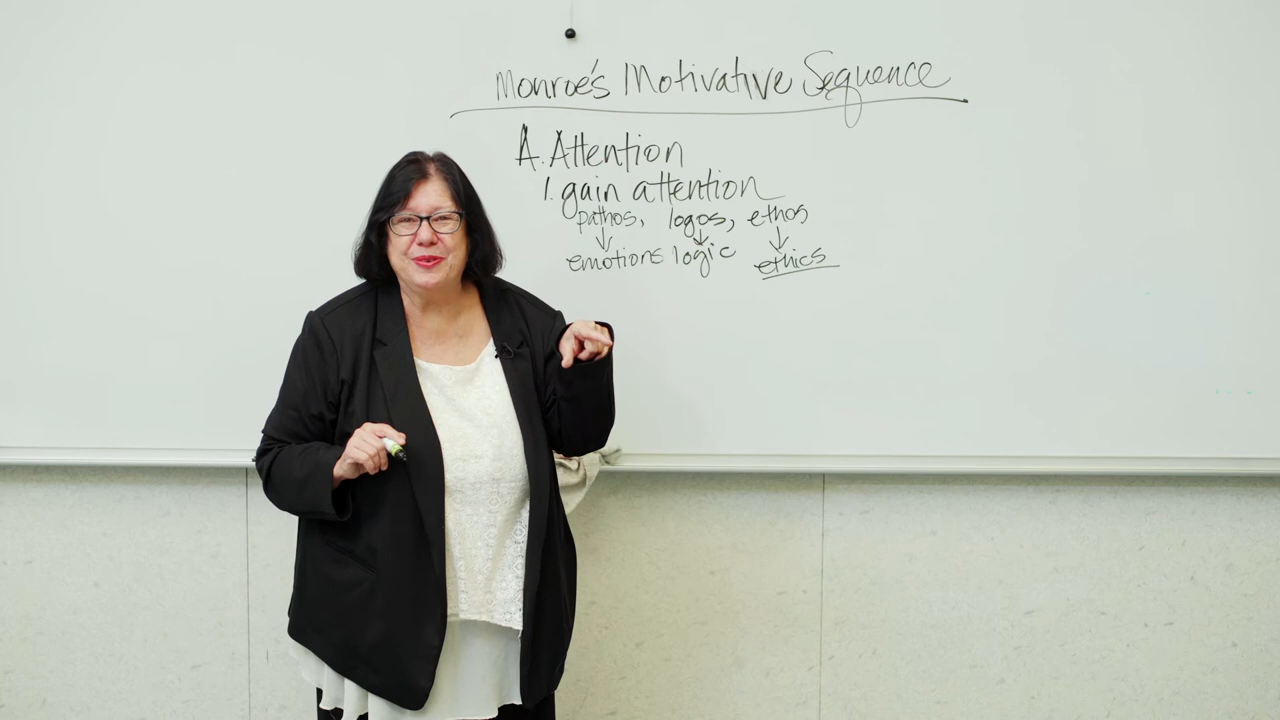 Monroe's Motivative Sequence
A. Attention
1. gain attention
pathos, logos, ethos
emotions logic ethics